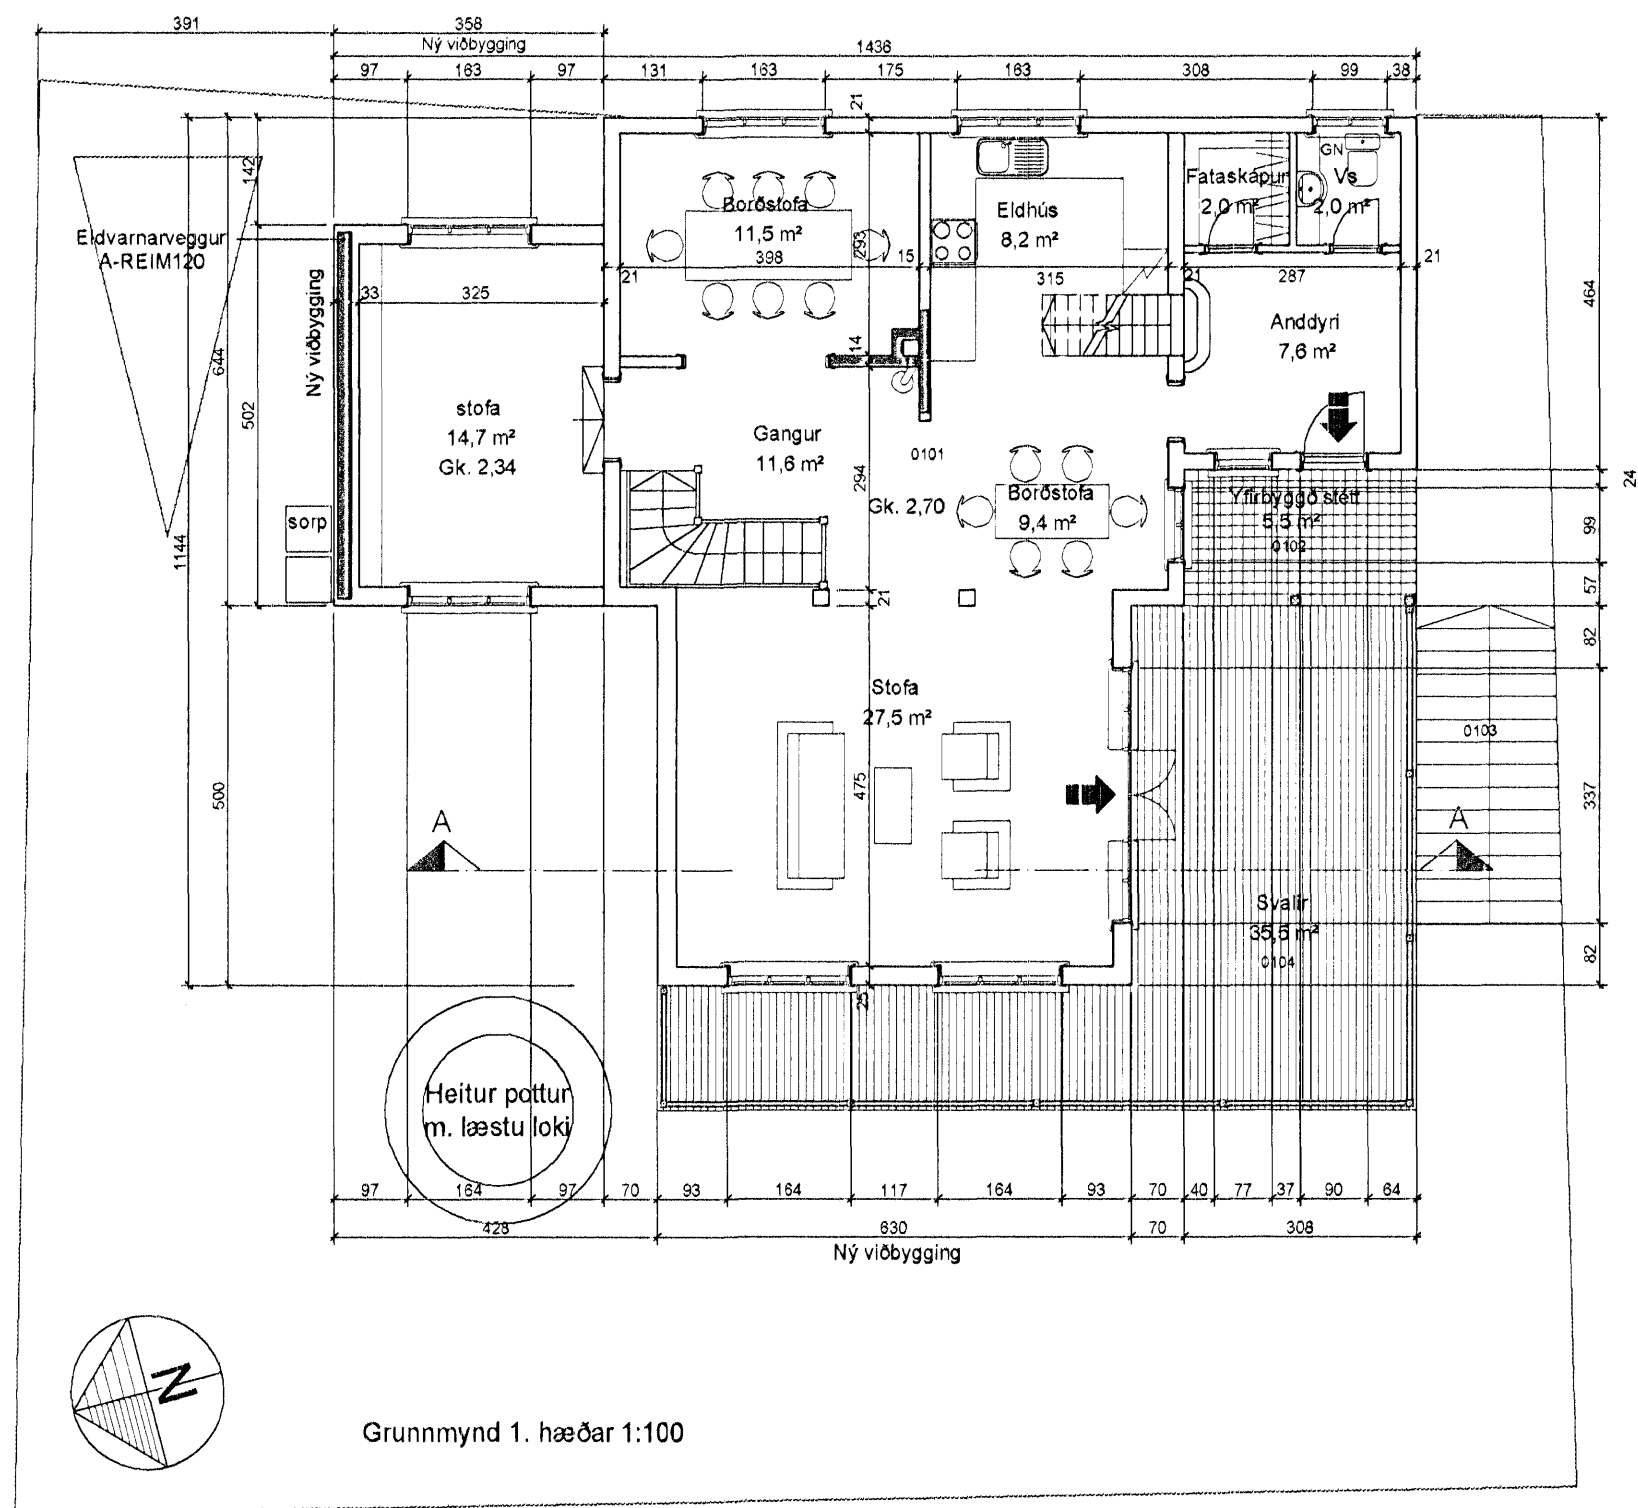 391
358
Ný viðbygging
1436
97
163
97
131
163
175
163
308
99
38
21
142
Eldvarnarveggur
A-REIM120
Ný viðbygging
33
325
644
502
1144
500
Borðstofa
11,5 m²
398
293
15
21
14
Eldhús
8,2 m²
315
Fataskápur
2,0 m²
GN
Vs
2,0 m²
21
287
21
Anddyri
7,6 m²
464
24
stofa
14,7 m²
Gk. 2,34
Gangur
11,6 m²
0101
294
Gk. 2,70
Borðstofa
9,4 m²
Yfirbyggð stétt
5,5 m²
0102
99
57
82
sorp
21
Stofa
27,5 m²
475
0103
337
A
A
Svalir
35,5 m²
0104
82
25
Heitur pottur
m. læstu loki
97
164
97
70
93
164
117
164
93
70
40
77
37
90
64
428
630
70
308
Ný viðbygging
N
Grunnmynd 1. hæðar 1:100